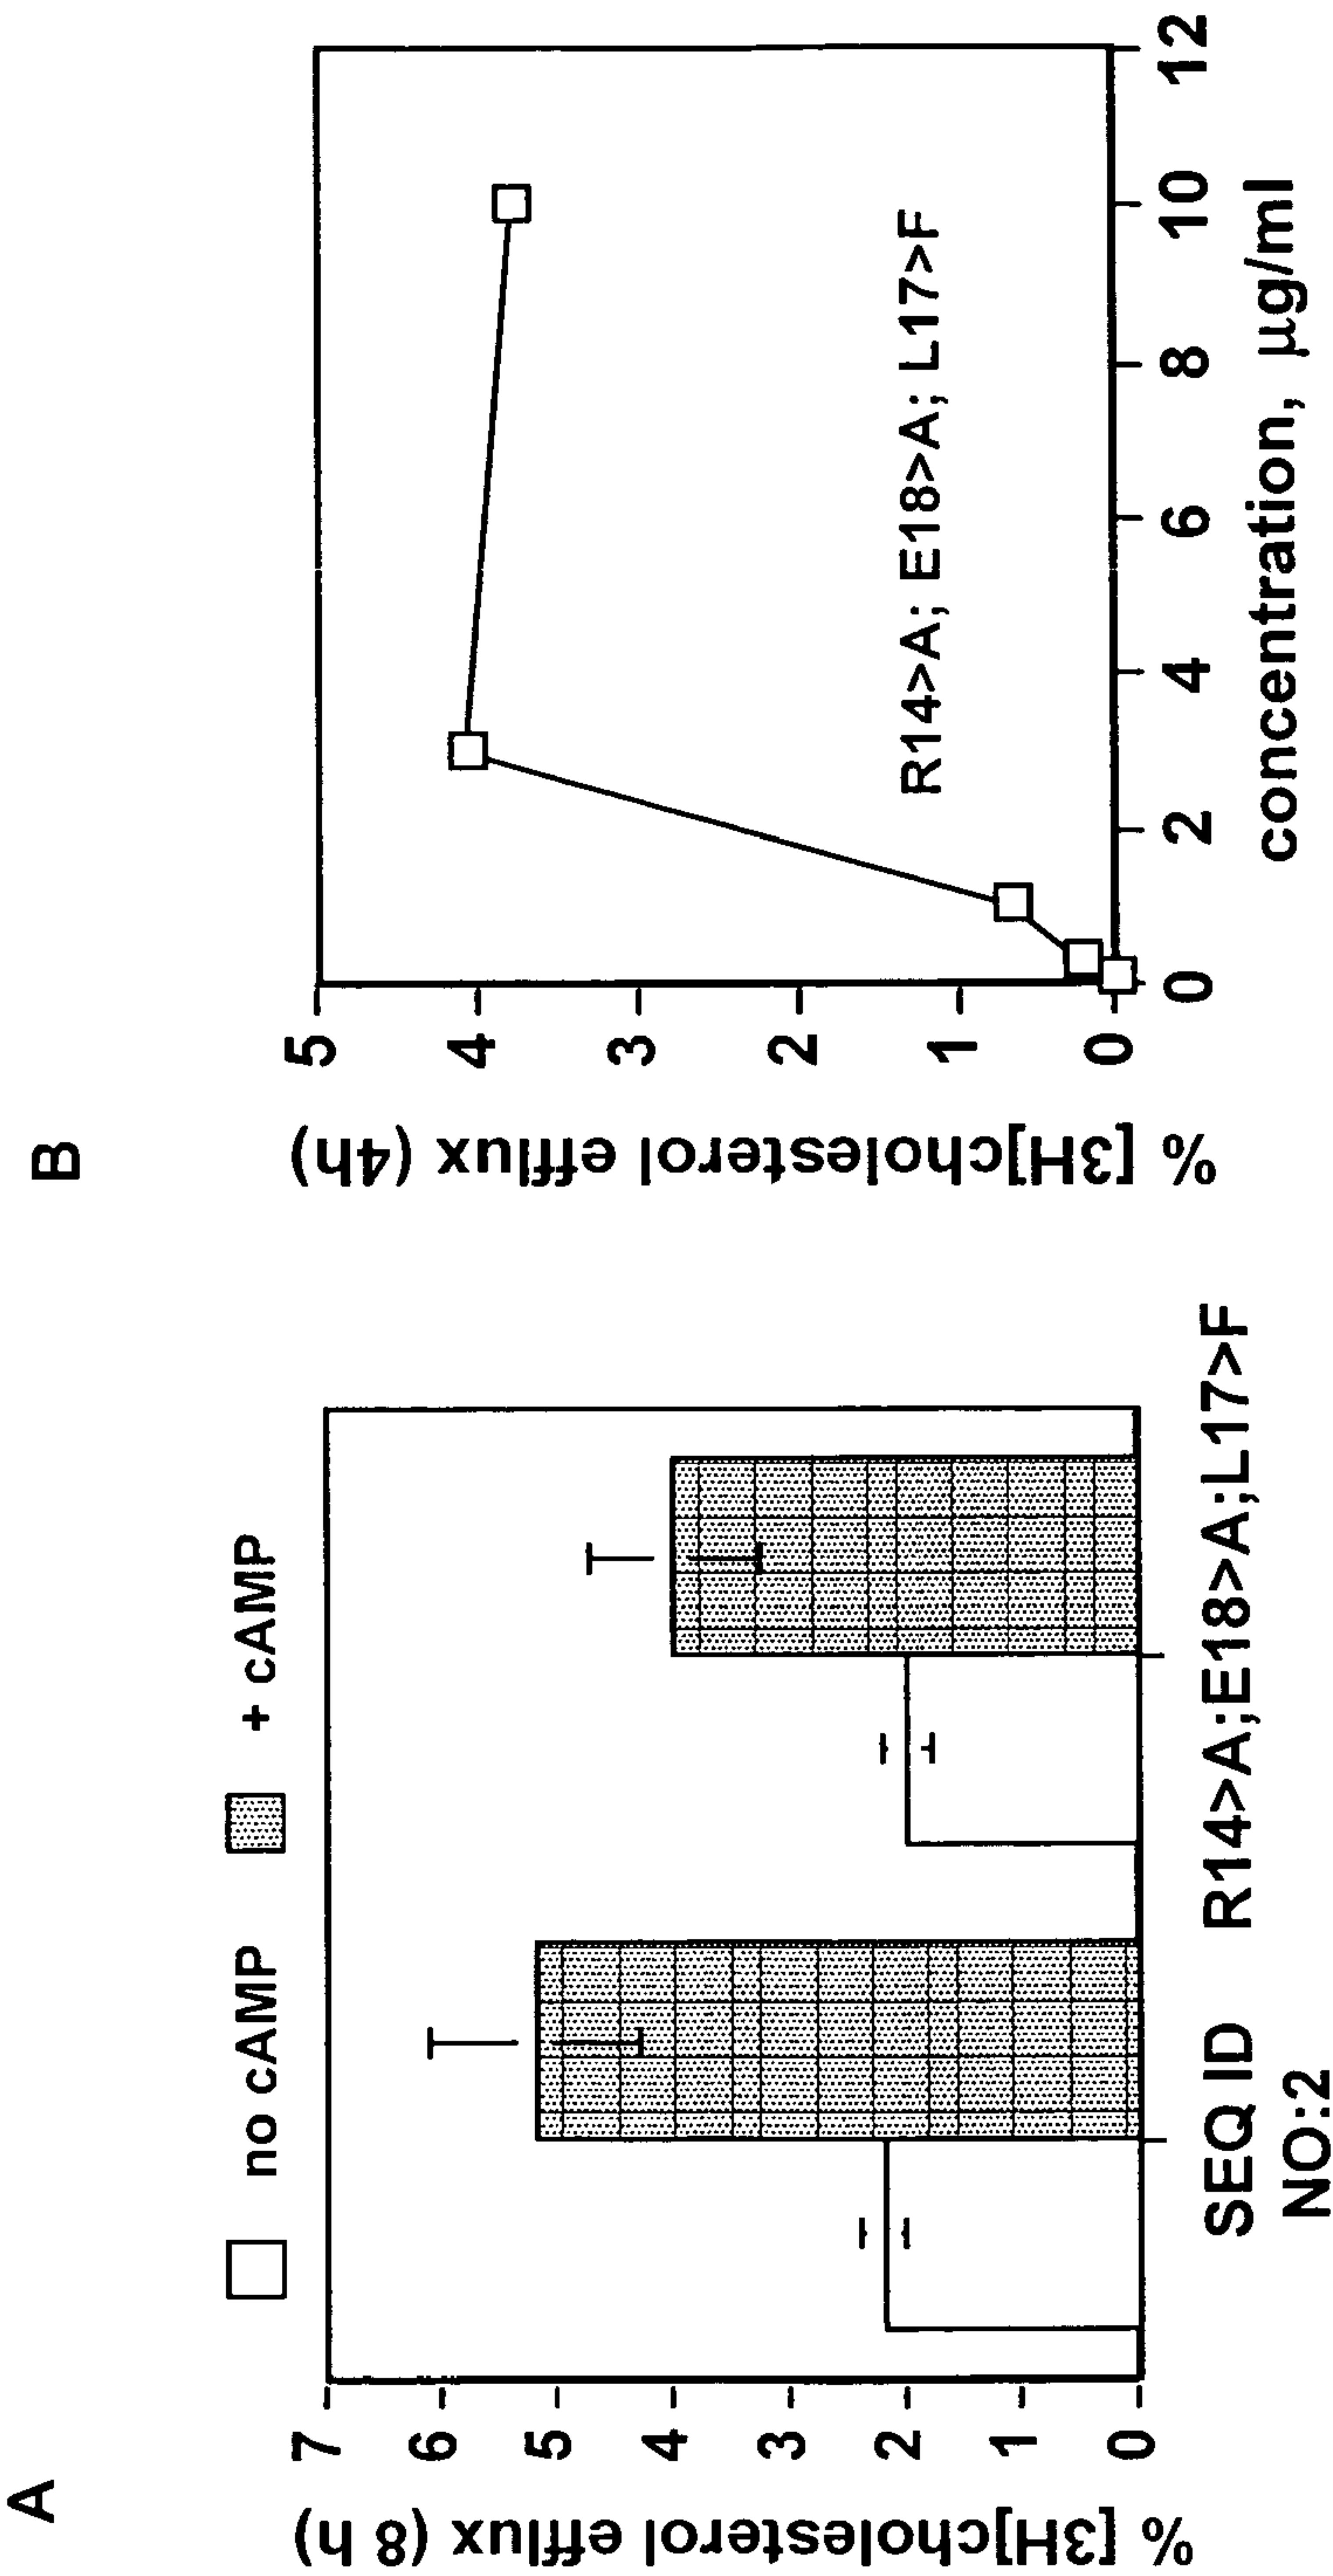 A
no cAMP
+ cAMP
% [3H]cholesterol efflux (8 h)
7
6
5
4
3
2
1
0
SEQ ID
NO:2
R14>A;E18>A;L17>F
B
% [3H]cholesterol efflux (4h)
5
4
3
2
1
0
R14>A; E18>A; L17>F
0 2 4 6 8 10 12
concentration, µg/ml